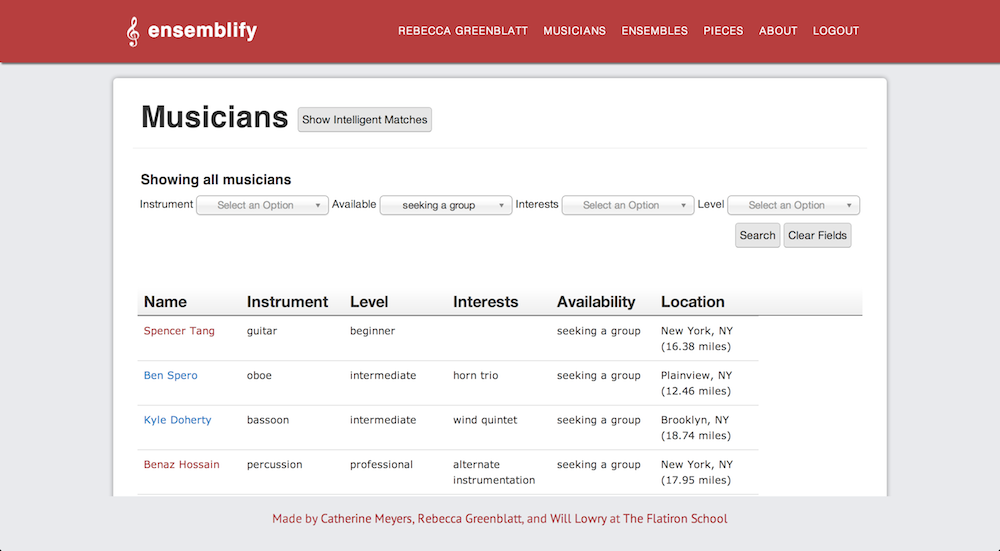 ensemblify REBECCA GREENBLATT MUSICIANS ENSEMBLES PIECES ABOUT LOGOUT
Musicians Show Intelligent Matches
Showing all musicians
Instrument Select an Option Available seeking a group Interests Select an Option Level Select an Option
Search Clear Fields
Name Instrument Level Interests Availability Location
Spencer Tang guitar beginner seeking a group New York, NY
(16.38 miles)
Ben Spero oboe intermediate horn trio seeking a group Plainview, NY
(12.46 miles)
Kyle Doherty bassoon intermediate wind quintet seeking a group Brooklyn, NY
(18.74 miles)
Benaz Hossain percussion professional alternate seeking a group New York, NY
instrumentation (17.95 miles)
Made by Catherine Meyers, Rebecca Greenblatt, and Will Lowry at The Flatiron School